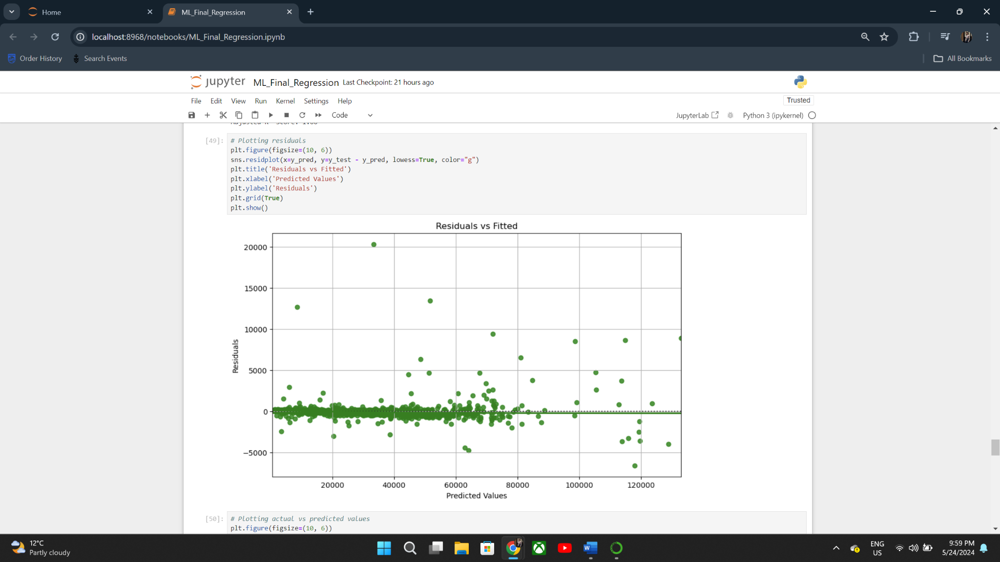 Home
ML_Final_Regression
localhost:8968/notebooks/ML_Final_Regression.ipynb
Order History
Search Events
All Bookmarks
jupyter
ML_Final_Regression
Last Checkpoint: 21 hours ago
File Edit View Run Kernel Settings Help
Trusted
Code
JupyterLab
Python 3 (ipykernel)
[49]:
# Plotting residuals
plt.figure(figsize=(10, 6))
sns.residplot(x=y_pred, y=y_test - y_pred, lowess=True, color="g")
plt.title('Residuals vs Fitted')
plt.xlabel('Predicted Values')
plt.ylabel('Residuals')
plt.grid(True)
plt.show()
Residuals vs Fitted
20000
15000
10000
5000
0
−5000
Residuals
20000 40000 60000 80000 100000 120000
Predicted Values
[50]:
# Plotting actual vs predicted values
plt.figure(figsize=(10, 6))
12°C
Partly cloudy
ENG
US
9:59 PM
5/24/2024